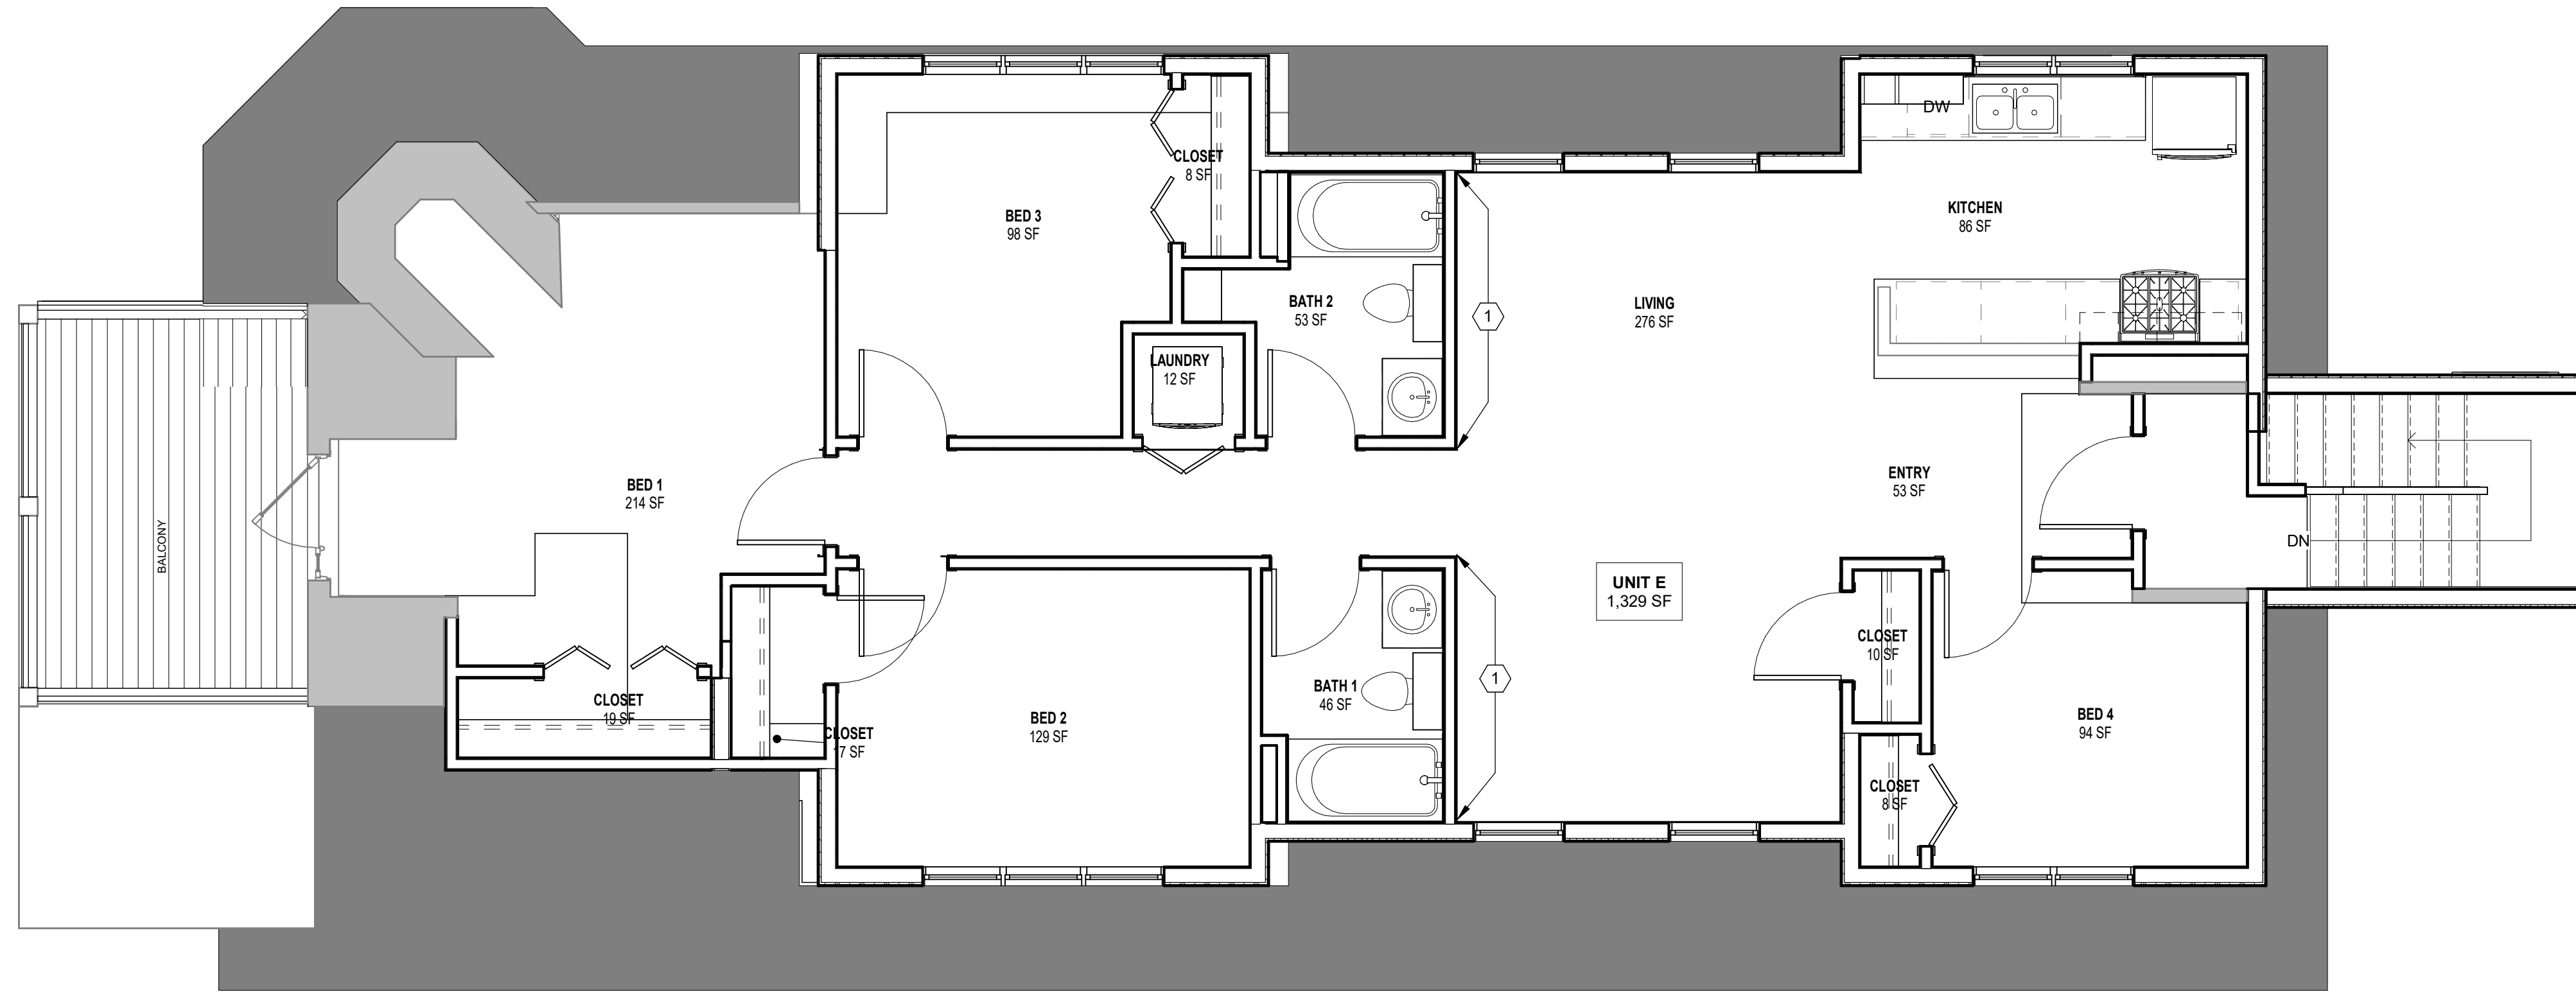 DW
CLOSET
8 SF
BED 3
98 SF
KITCHEN
86 SF
BATH 2
53 SF
LIVING
276 SF
1
LAUNDRY
12 SF
BED 1
214 SF
ENTRY
53 SF
BALCONY
DN
UNIT E
1,329 SF
CLOSET
10 SF
BATH 1
46 SF
1
CLOSET
19 SF
BED 2
129 SF
BED 4
94 SF
CLOSET
CLOSET
8 SF